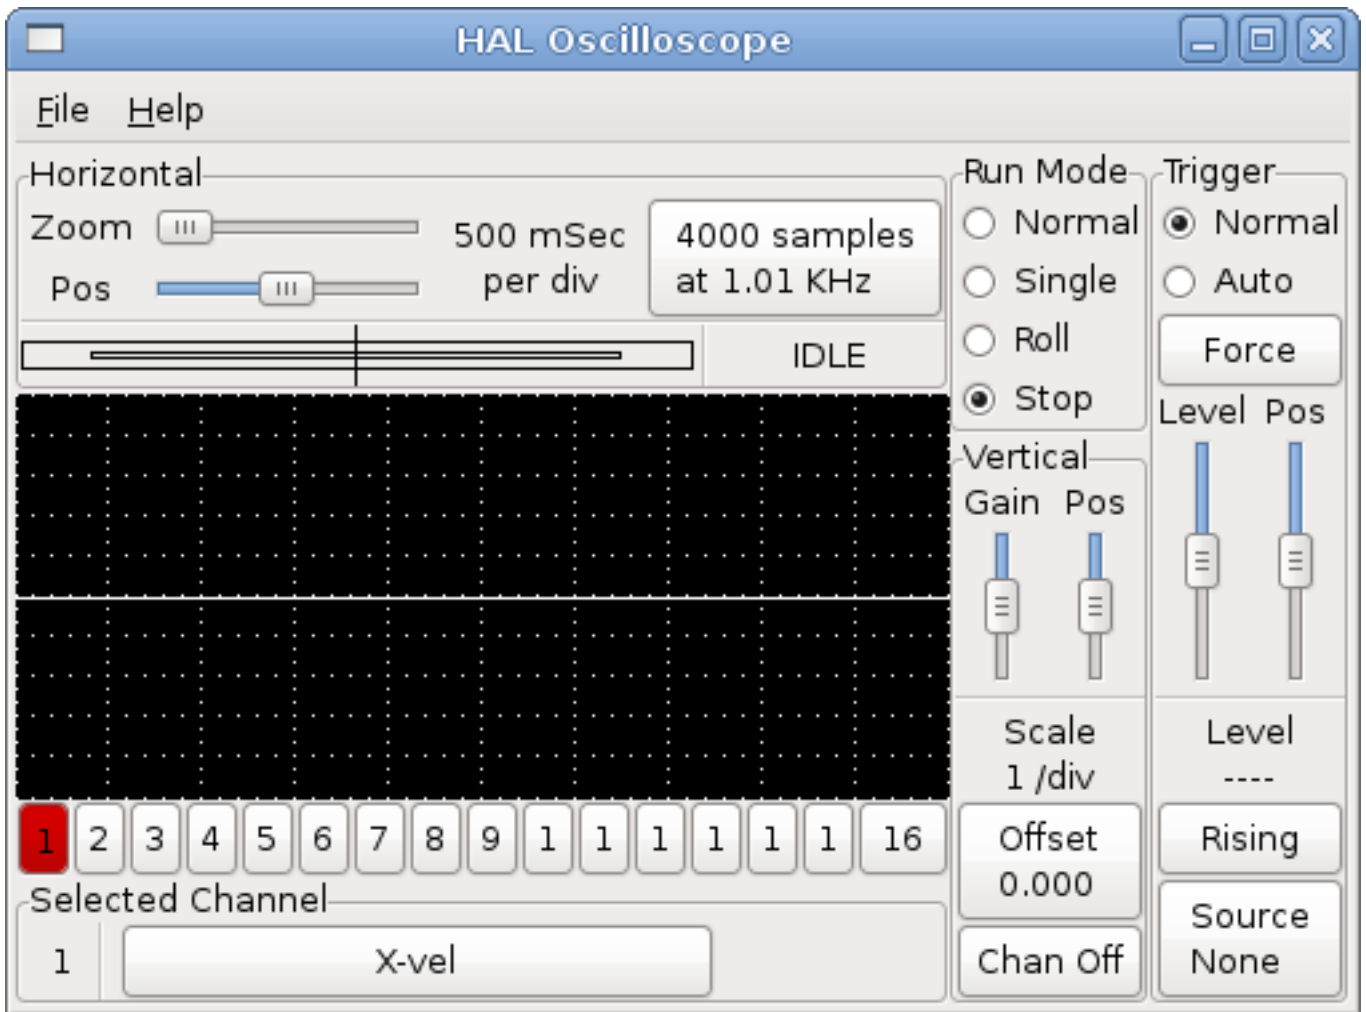 HAL Oscilloscope
File Help
Horizontal
Zoom
Pos
500 mSec
per div
4000 samples
at 1.01 KHz
IDLE
Run Mode
Normal
Single
Roll
Stop
Trigger
Normal
Auto
Force
Level Pos
Vertical
Gain Pos
Scale
1 /div
Offset
0.000
Chan Off
Level
----
Rising
Source
None
1 2 3 4 5 6 7 8 9 1 1 1 1 1 1 16
Selected Channel
1 X-vel